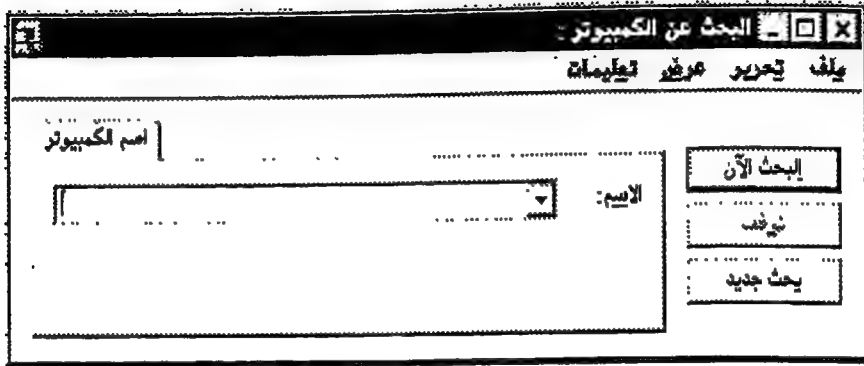 البحث عن الكمبيوتر :
ملف تحرير عرض تعليمات
اسم الكمبيوتر
الاسم:
البحث الآن
توقف
بحث جديد